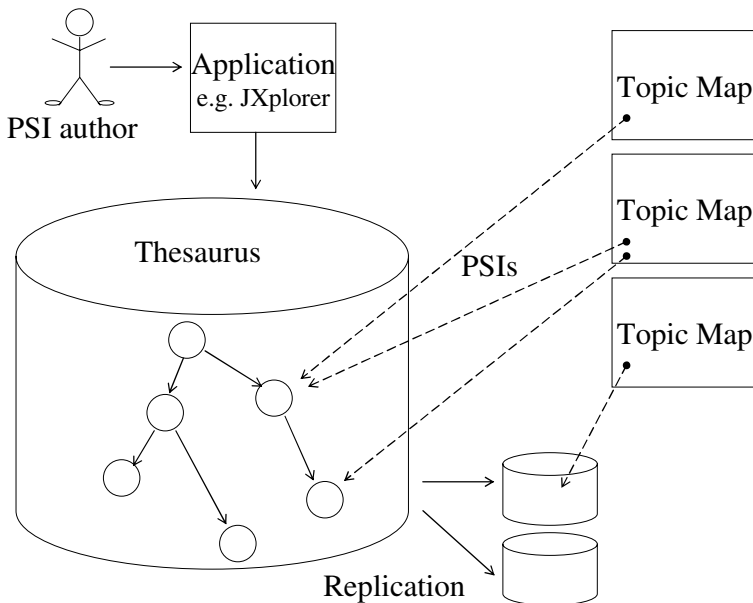 Application
e.g. JXplorer
PSI author
Topic Map
Topic Map
Topic Map
Thesaurus
PSIs
Replication